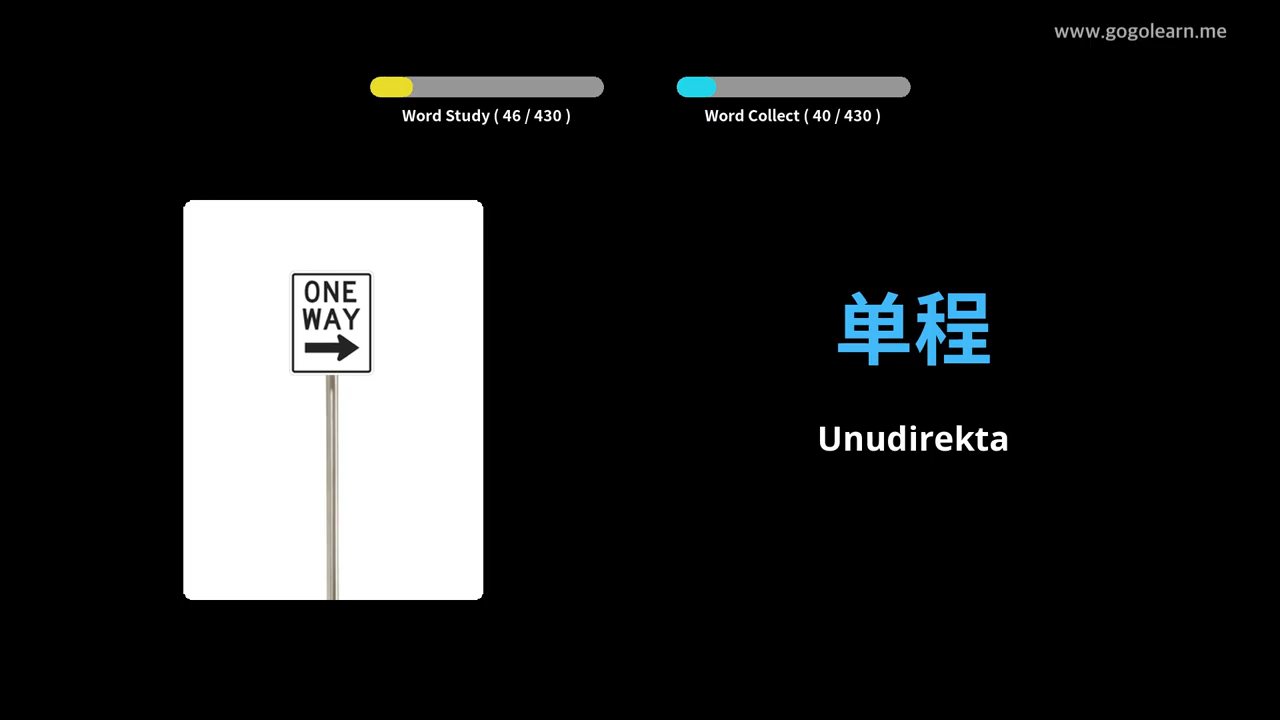 www.gogolearn.me
Word Study ( 46 / 430 )
Word Collect ( 40 / 430 )
ONE
WAY
单程
Unudirekta